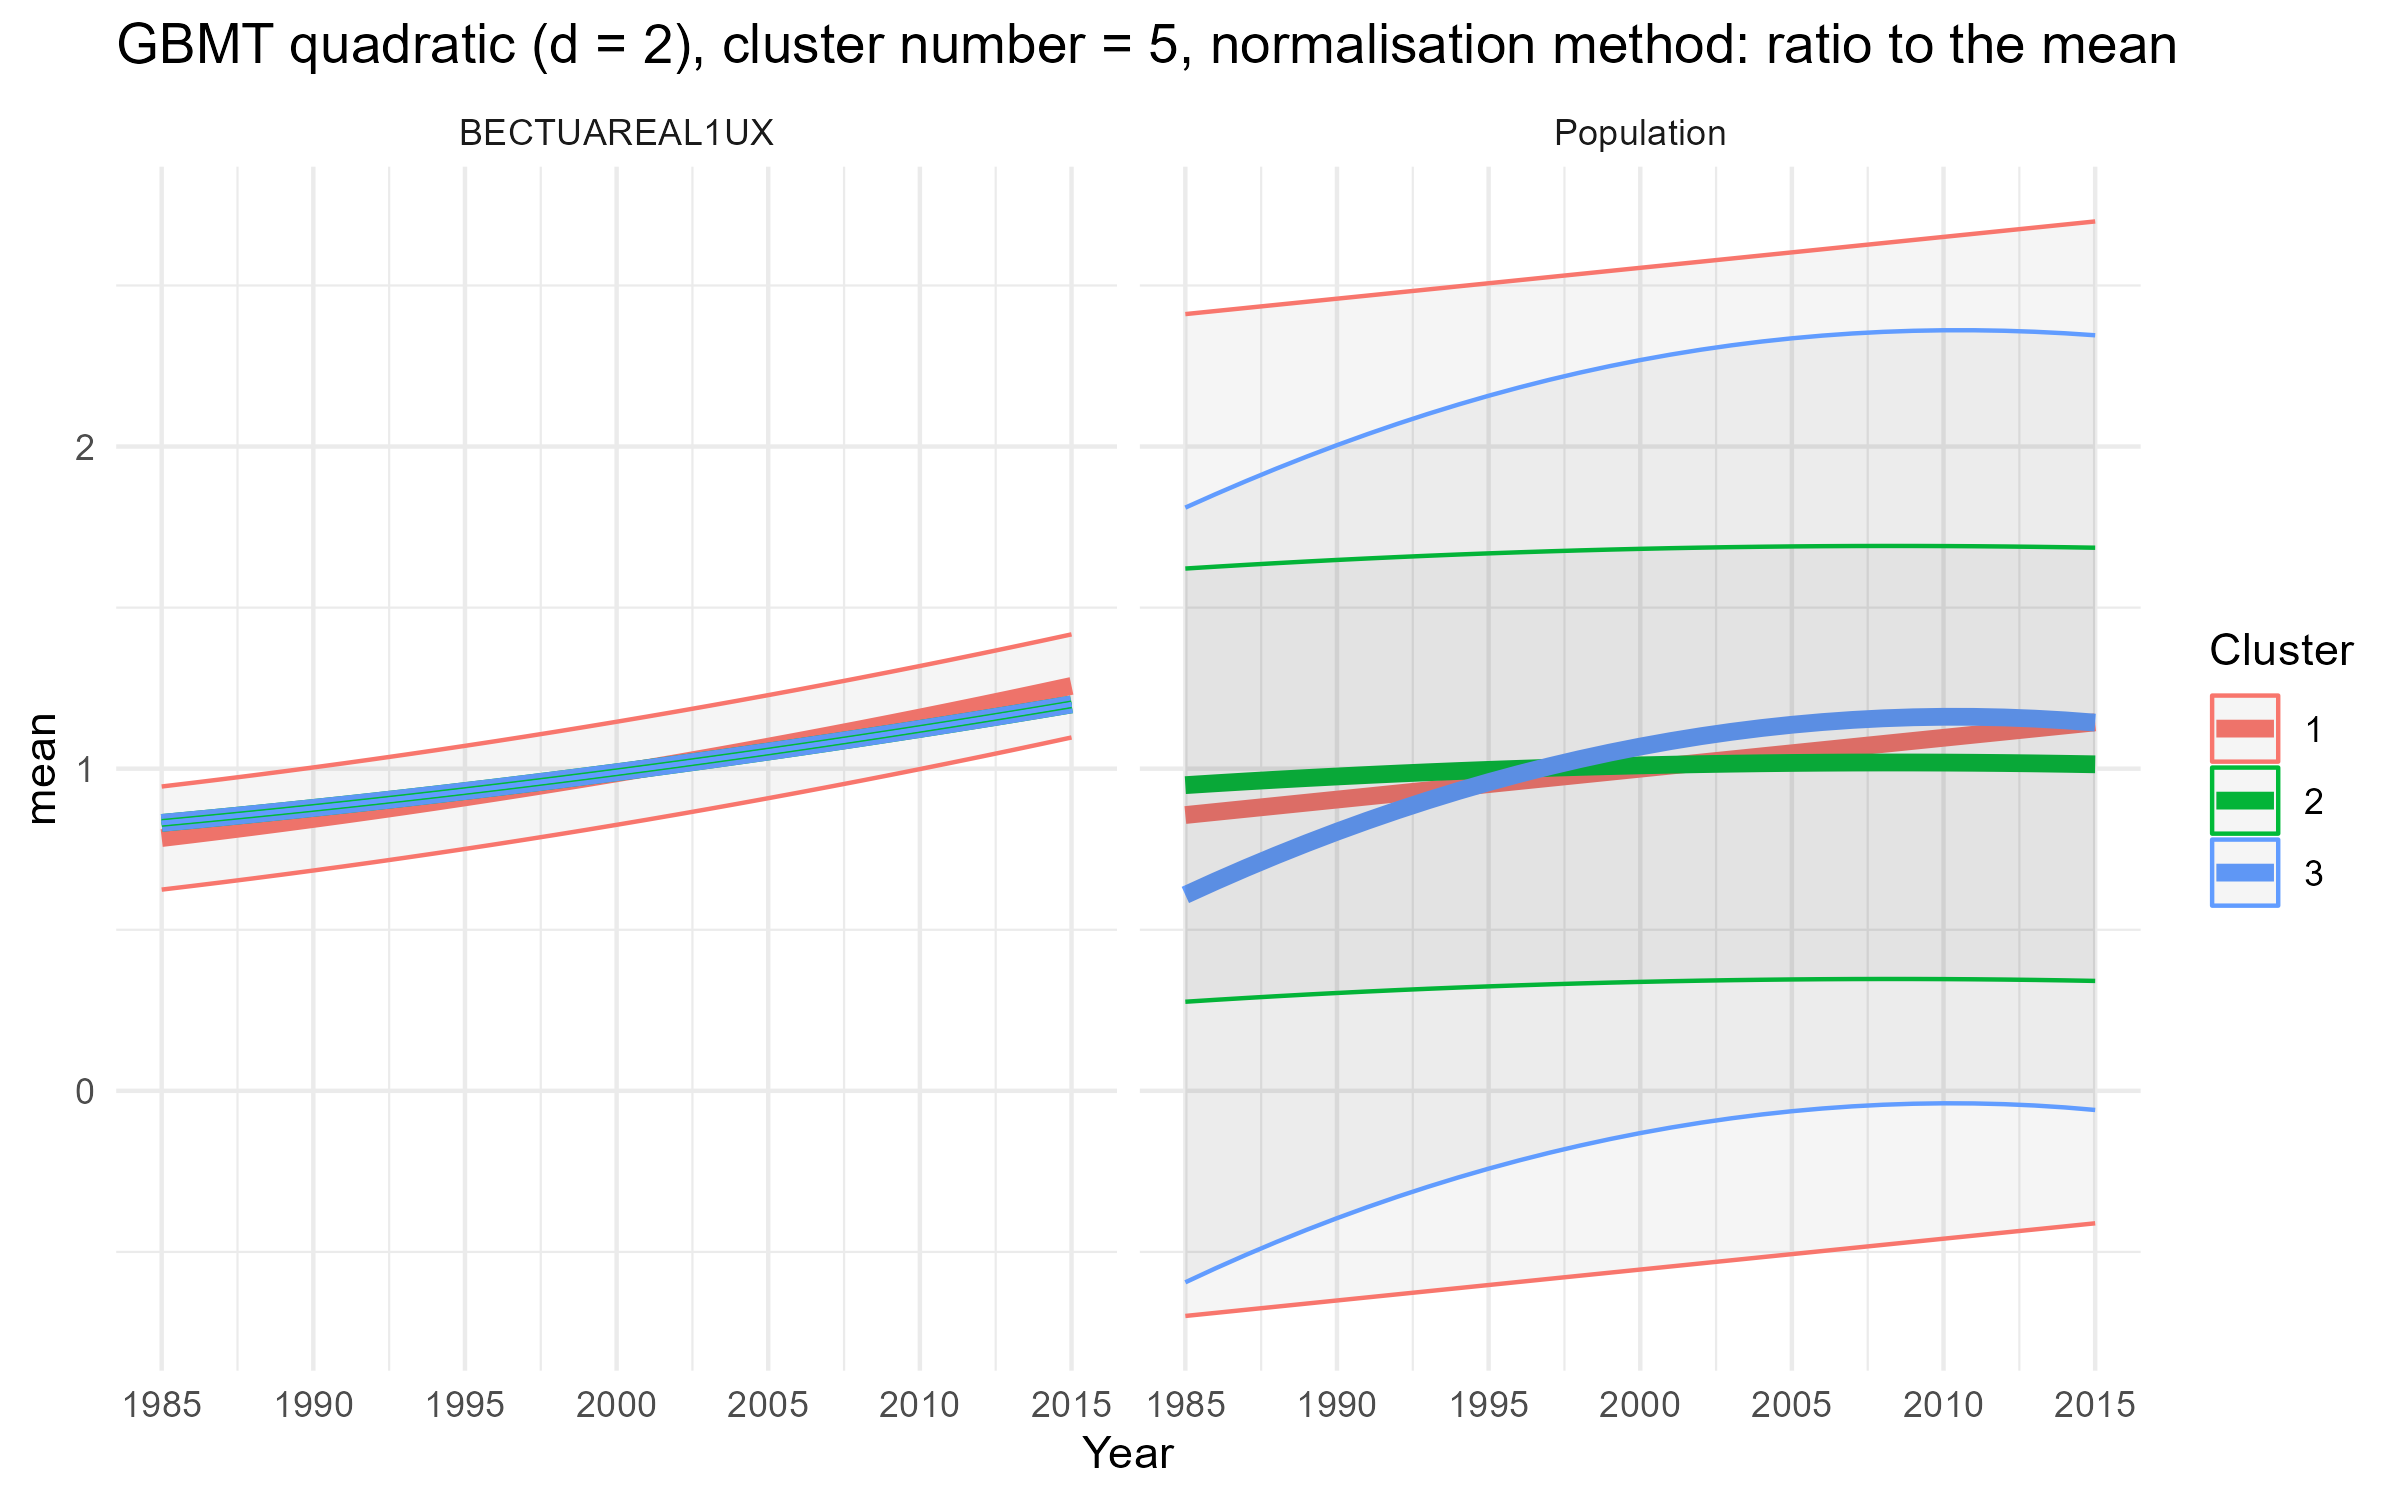 GBMT quadratic (d = 2), cluster number = 5, normalisation method: ratio to the mean
BECTUAREAL1UX Population
mean
2
1
0
1985 1990 1995 2000 2005 2010 2015 1985 1990 1995 2000 2005 2010 2015
Year
Cluster
1
2
3